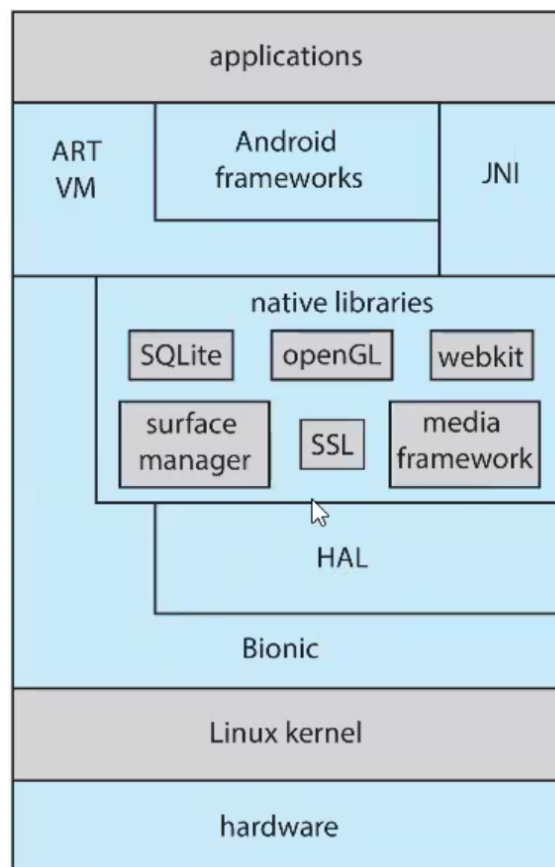 applications
ART
VM
Android
frameworks
JNI
native libraries
SQLite
openGL
webkit
surface
manager
SSL
media
framework
HAL
Bionic
Linux kernel
hardware